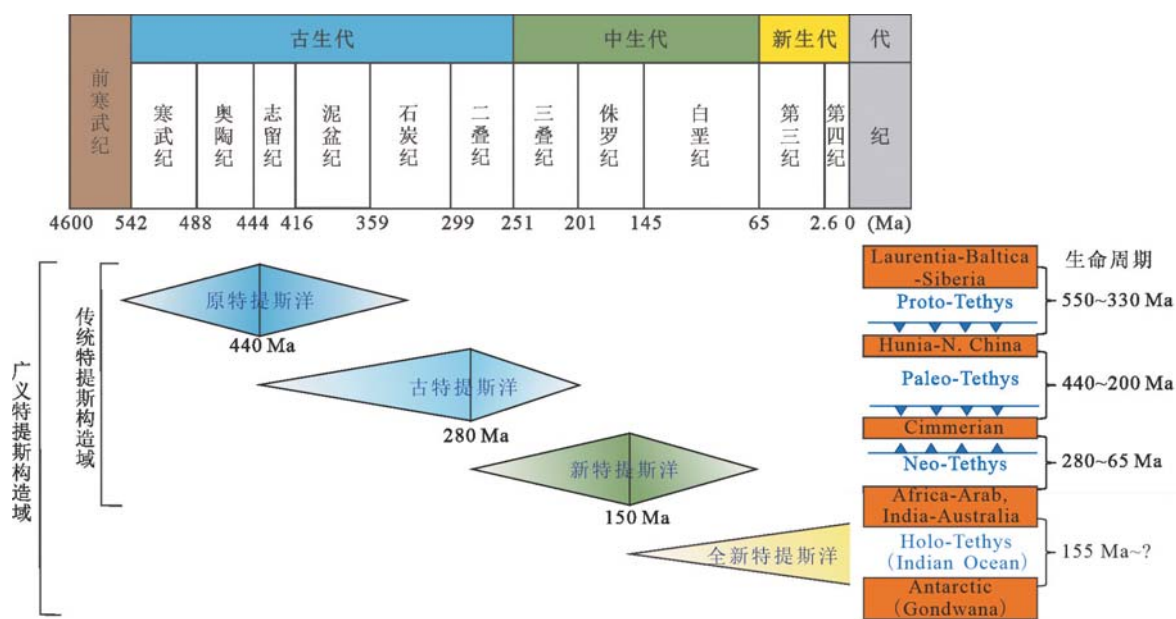 古生代 中生代 新生代 代
前寒武纪 寒武纪 奥陶纪 志留纪 泥盆纪 石炭纪 二叠纪 三叠纪 侏罗纪 白垩纪 第三纪 第四纪 纪
4600 542 488 444 416 359 299 251 201 145 65 2.6 0 (Ma)
广义特提斯构造域
传统特提斯构造域
原特提斯洋
440 Ma
古特提斯洋
280 Ma
新特提斯洋
150 Ma
全新特提斯洋
生命周期
Laurentia-Baltica
-Siberia
Proto-Tethys
550~330 Ma
Hunia-N. China
Paleo-Tethys
440~200 Ma
Cimmerian
Neo-Tethys
280~65 Ma
Africa-Arab,
India-Australia
Holo-Tethys
(Indian Ocean)
155 Ma~?
Antarctic
(Gondwana)